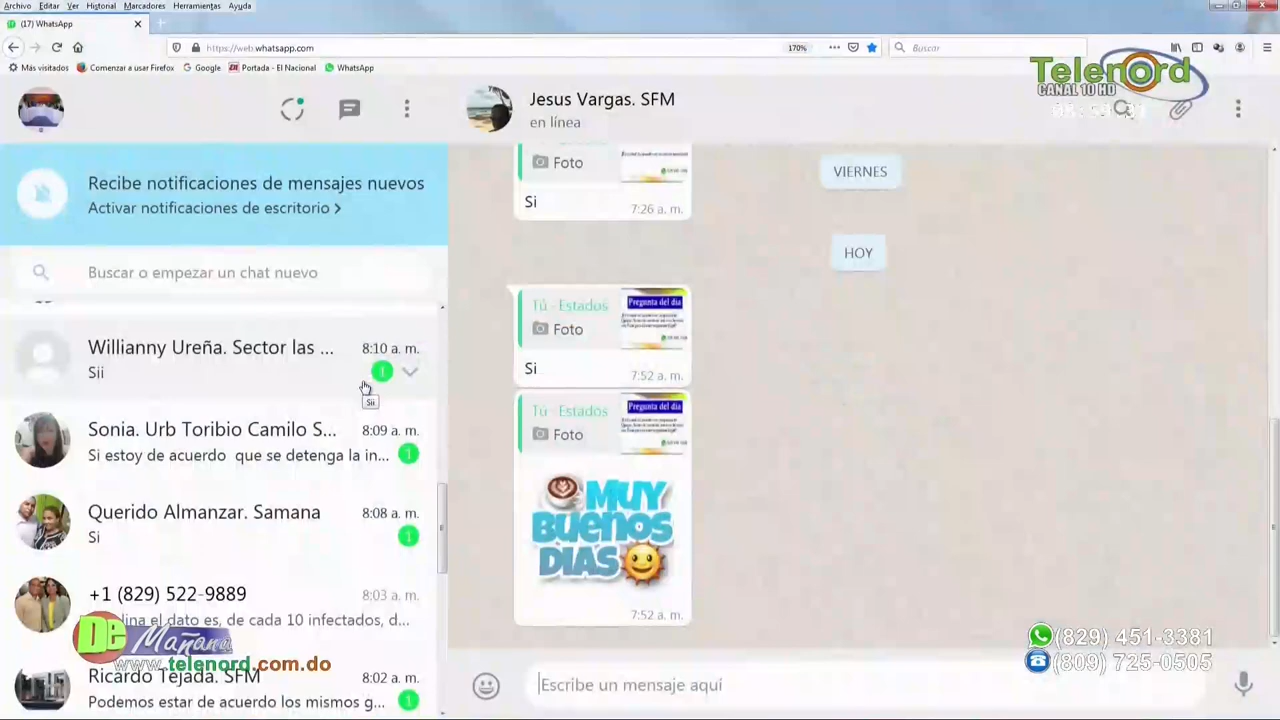 Archivo Editar Ver Historial Marcadores Herramientas Ayuda
(17) WhatsApp
https://web.whatsapp.com
170%
Buscar
Más visitados Comenzar a usar Firefox Google Portada - El Nacional WhatsApp
Telenord
CANAL 10 HD
Jesus Vargas. SFM
en línea
Recibe notificaciones de mensajes nuevos
Activar notificaciones de escritorio
Buscar o empezar un chat nuevo
Willianny Ureña. Sector las ... 8:10 a. m.
Sii 1
Sii
Sonia. Urb Toribio Camilo S... 8:09 a. m.
Si estoy de acuerdo que se detenga la in... 1
Querido Almanzar. Samana 8:08 a. m.
Si 1
+1 (829) 522-9889 8:03 a. m.
lina el dato es, de cada 10 infectados, d...
Ricardo Tejada. SFM 8:02 a. m.
Podemos estar de acuerdo los mismos g... 1
De Mañana
www.telenord.com.do
Foto
Si
7:26 a. m.
VIERNES
HOY
Tú - Estados
Foto
Pregunta del dia
Si
7:52 a. m.
Tú - Estados
Foto
Pregunta del dia
MUY
BUENOS
DIAS
7:52 a. m.
Escribe un mensaje aquí
(829) 451-3381
(809) 725-0505